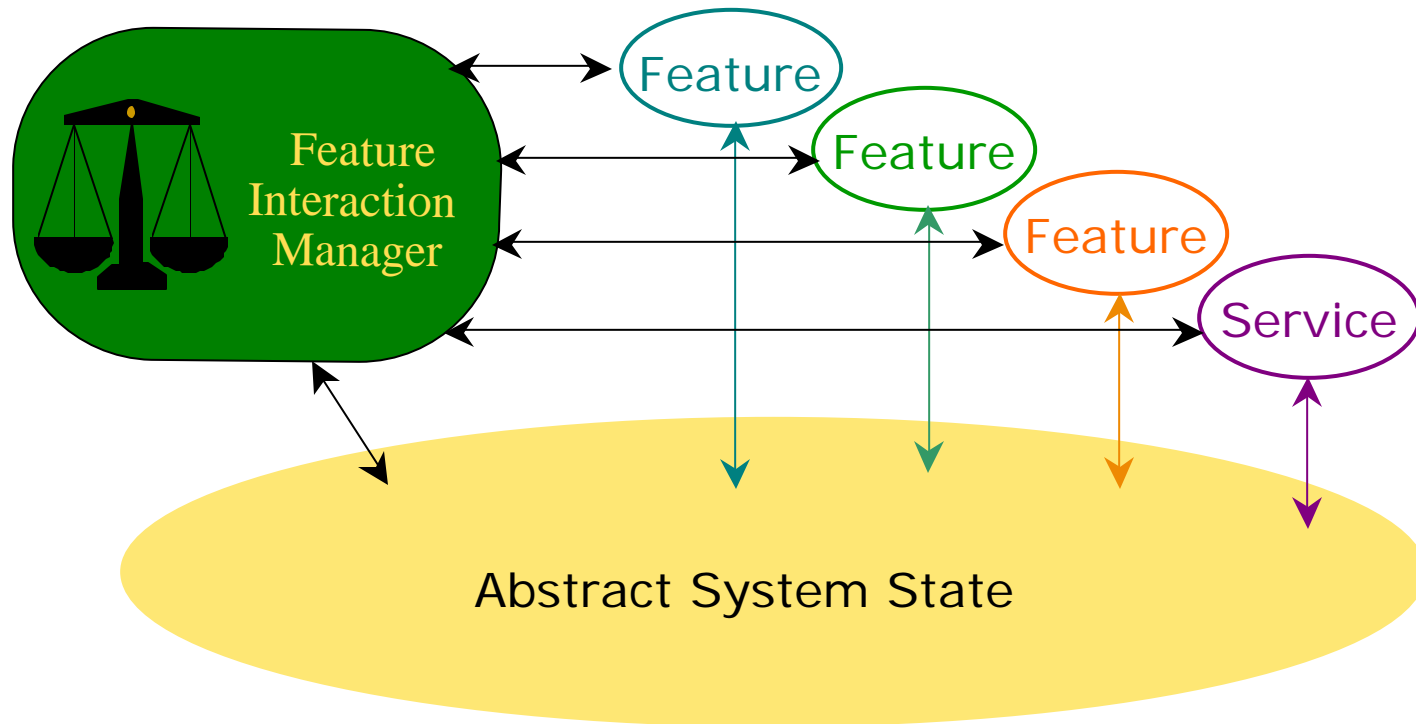 Feature
Feature
Feature
Interaction
Manager
Feature
Service
Abstract System State